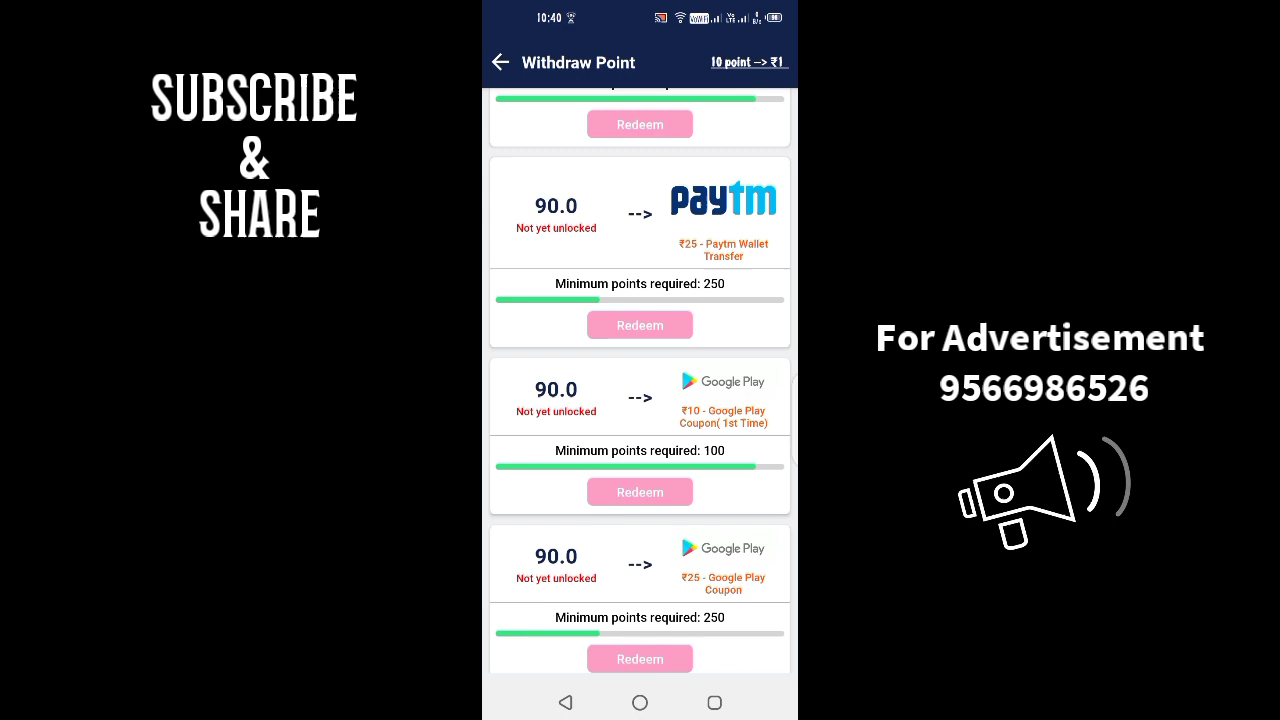 SUBSCRIBE
&
SHARE
10:40
Withdraw Point
10 point --> ₹1
Redeem
90.0
Not yet unlocked
-->
paytm
₹25 - Paytm Wallet
Transfer
Minimum points required: 250
Redeem
90.0
Not yet unlocked
-->
Google Play
₹10 - Google Play
Coupon( 1st Time)
Minimum points required: 100
Redeem
90.0
Not yet unlocked
-->
Google Play
₹25 - Google Play
Coupon
Minimum points required: 250
Redeem
For Advertisement
9566986526